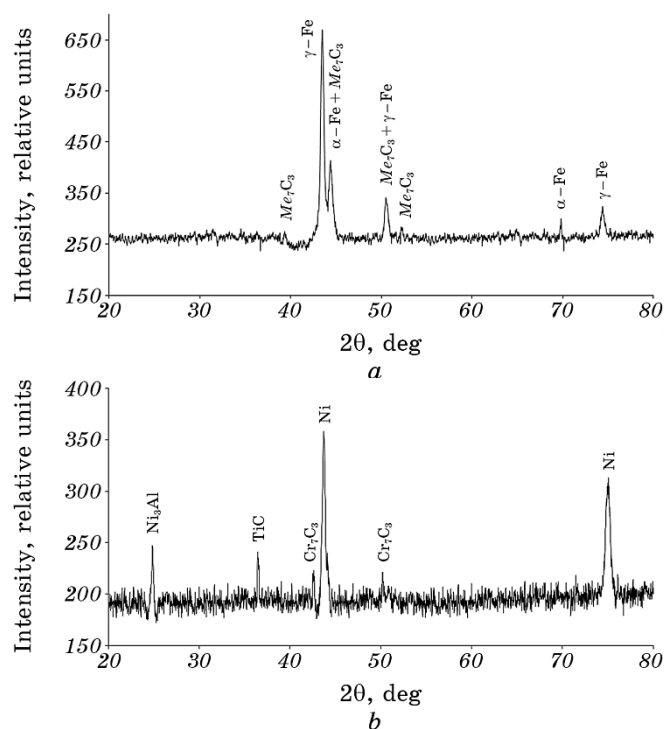 Intensity, relative units
650
550
450
350
250
150
Me₇C₃
γ–Fe
α–Fe + Me₇C₃
Me₇C₃ + γ–Fe
Me₇C₃
α–Fe
γ–Fe
20 30 40 50 60 70 80
2θ, deg
a
Intensity, relative units
400
350
300
250
200
150
Ni₃Al
TiC
Cr₇C₃
Ni
Cr₇C₃
Ni
20 30 40 50 60 70 80
2θ, deg
b